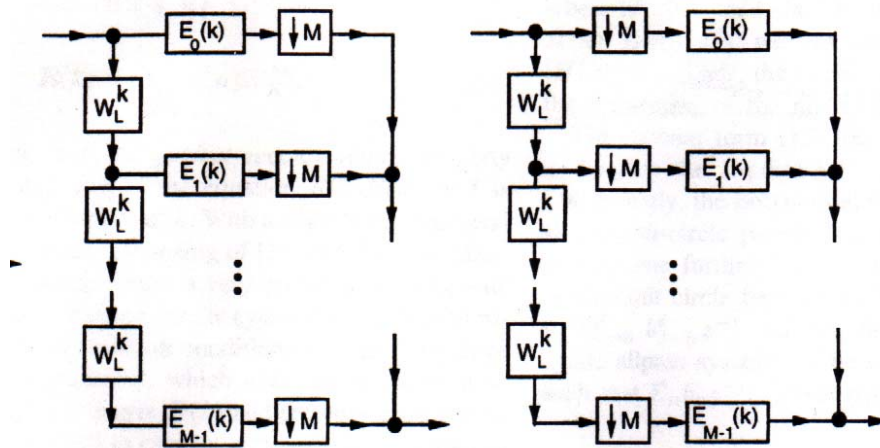 E₀(k) ↓M
W_L^k
E₁(k) ↓M
W_L^k
W_L^k
E_{M-1}(k) ↓M
↓M E₀(k)
W_L^k
↓M E₁(k)
W_L^k
W_L^k
↓M E_{M-1}(k)